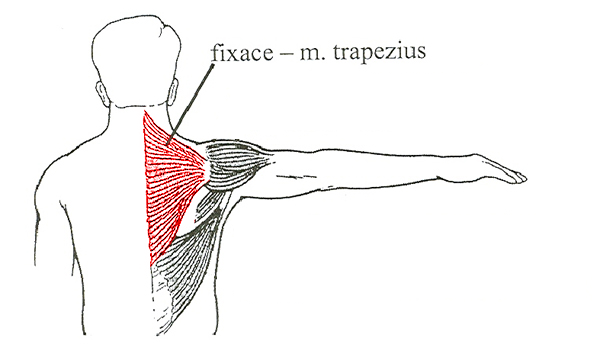 fixace – m. trapezius